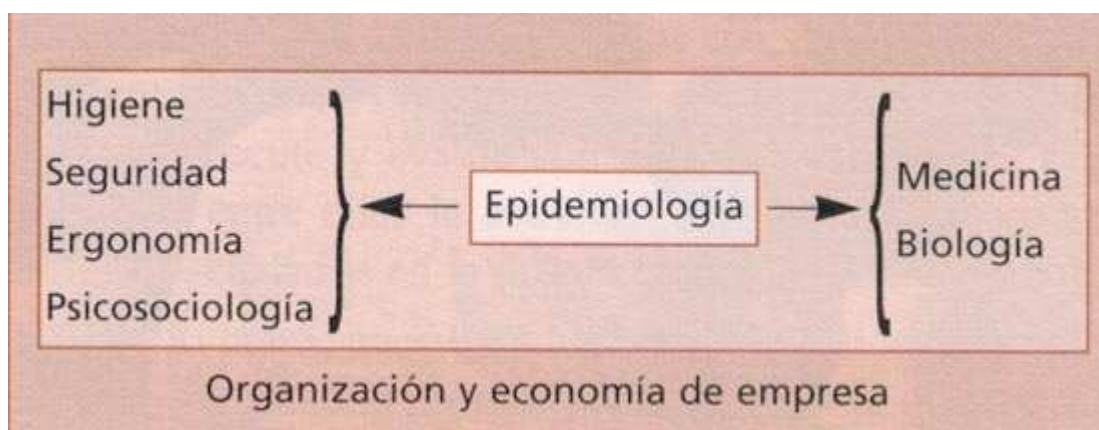 Higiene
Seguridad
Ergonomía
Psicosociología
Epidemiología
Medicina
Biología
Organización y economía de empresa